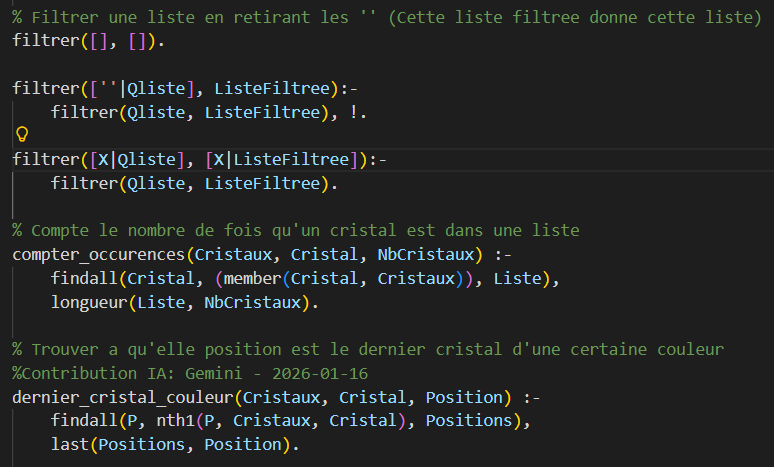 % Filtrer une liste en retirant les '' (Cette liste filtree donne cette liste)
filtrer([], []).
filtrer([''|Qliste], ListeFiltree):-
filtrer(Qliste, ListeFiltree), !.
filtrer([X|Qliste], [X|ListeFiltree]):-
filtrer(Qliste, ListeFiltree).
% Compte le nombre de fois qu'un cristal est dans une liste
compter_occurences(Cristaux, Cristal, NbCristaux) :-
findall(Cristal, (member(Cristal, Cristaux)), Liste),
longueur(Liste, NbCristaux).
% Trouver a qu'elle position est le dernier cristal d'une certaine couleur
%Contribution IA: Gemini - 2026-01-16
dernier_cristal_couleur(Cristaux, Cristal, Position) :-
findall(P, nth1(P, Cristaux, Cristal), Positions),
last(Positions, Position).